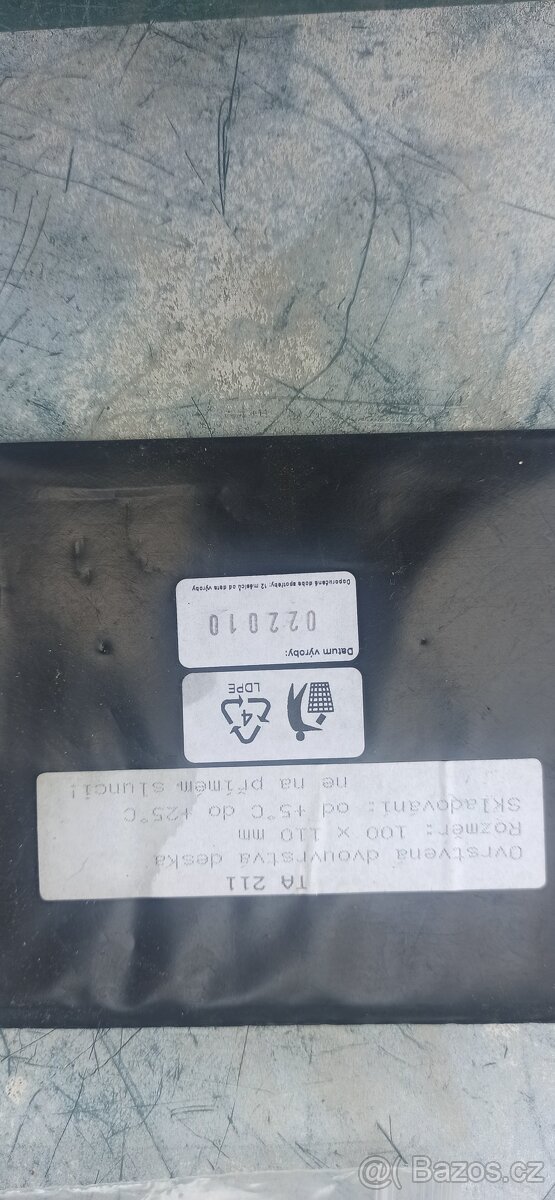 TA 211
Ovrstvená dvouvrstvá deska
Rozměr: 100 x 110 mm
Skladování: od +5°C do +25°C
ne na přímém slunci!
4
LDPE
Datum výroby:
022010
Doporučená doba spotřeby: 12 měsíců od data výroby
@ Bazos.cz